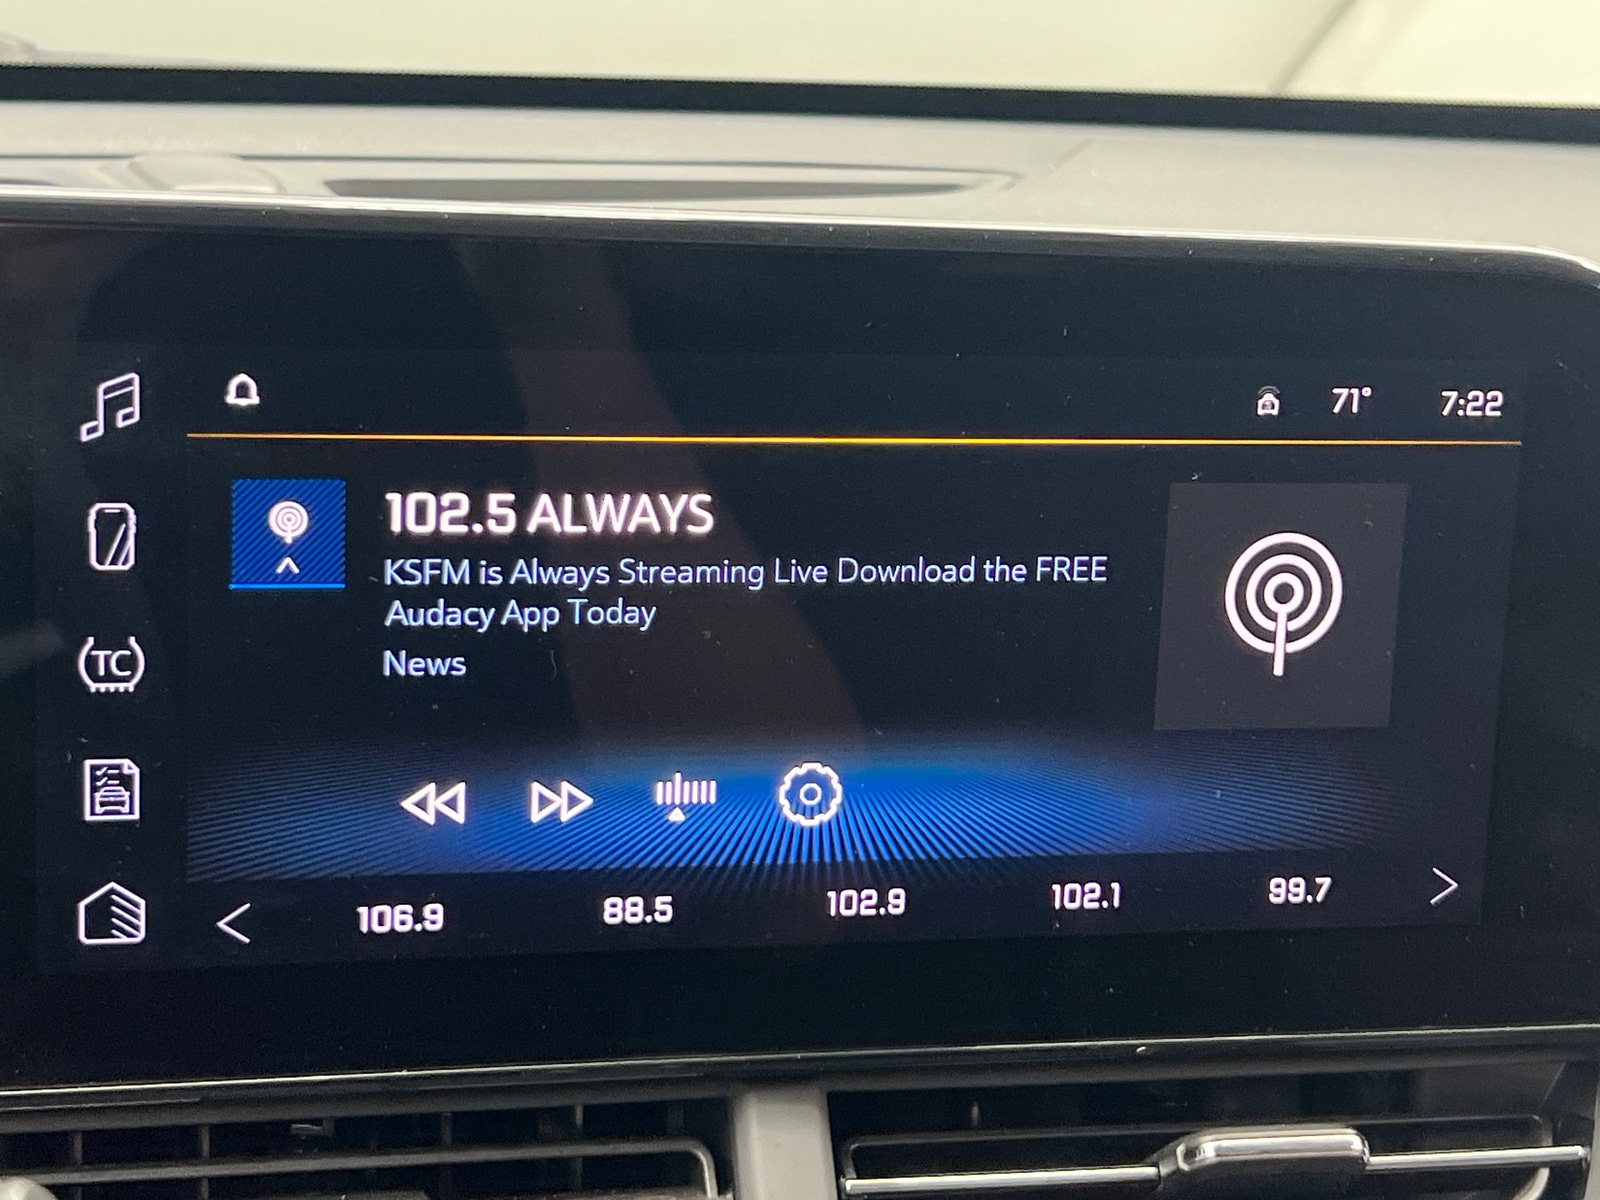 71° 7:22
102.5 ALWAYS
KSFM is Always Streaming Live Download the FREE
Audacy App Today
News
TC
106.9 88.5 102.9 102.1 99.7